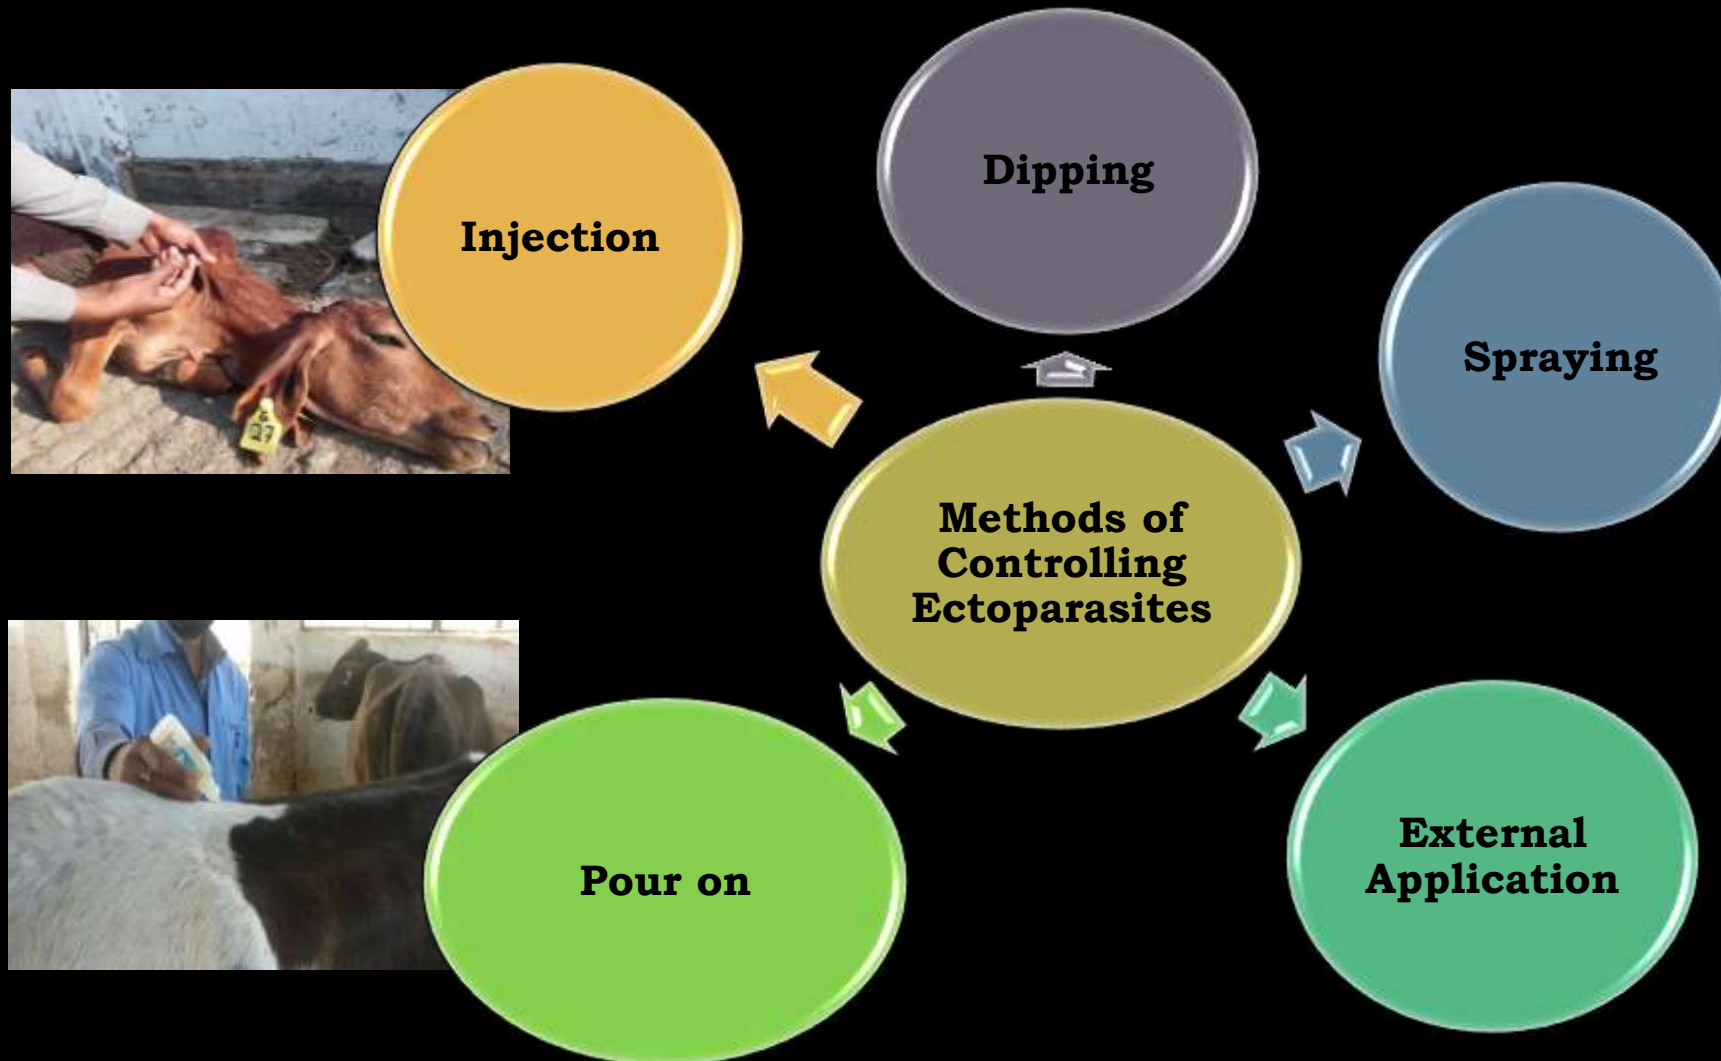 Injection
Dipping
Spraying
Methods of
Controlling
Ectoparasites
Pour on
External
Application